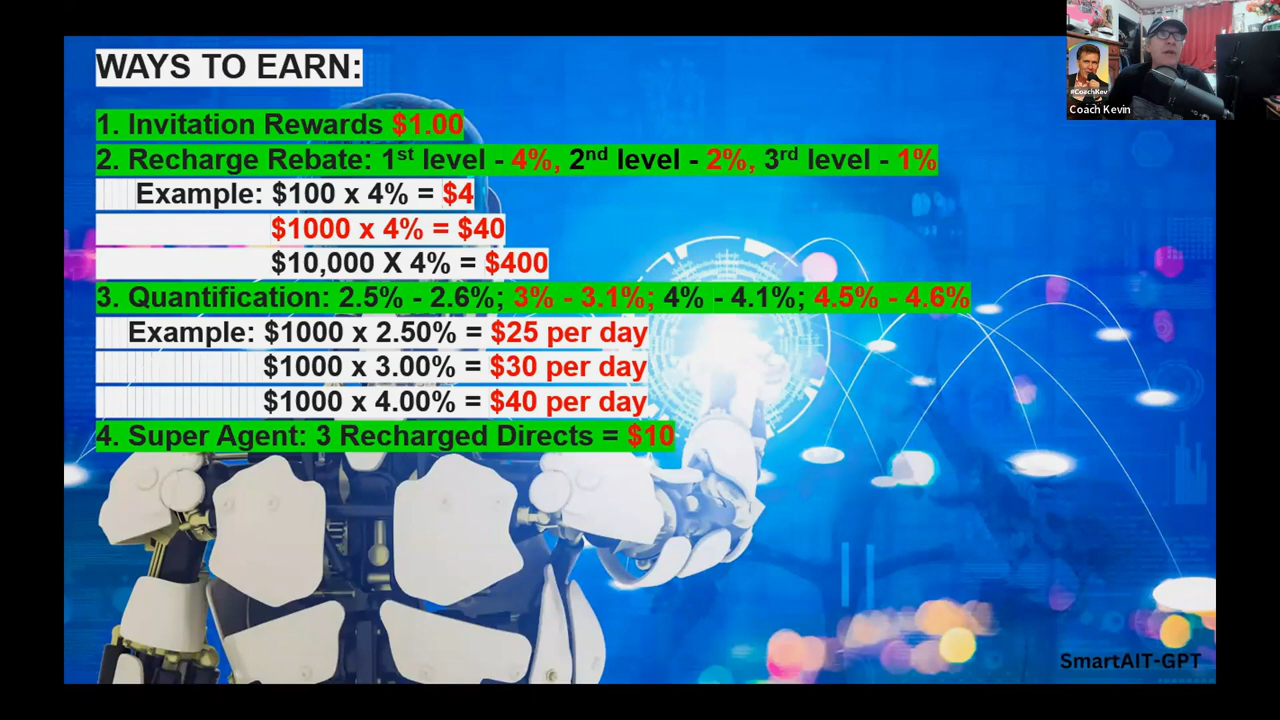 WAYS TO EARN:
1. Invitation Rewards $1.00
2. Recharge Rebate: 1st level - 4%, 2nd level - 2%, 3rd level - 1%
Example: $100 x 4% = $4
$1000 x 4% = $40
$10,000 X 4% = $400
3. Quantification: 2.5% - 2.6%; 3% - 3.1%; 4% - 4.1%; 4.5% - 4.6%
Example: $1000 x 2.50% = $25 per day
$1000 x 3.00% = $30 per day
$1000 x 4.00% = $40 per day
4. Super Agent: 3 Recharged Directs = $10
#CoachKev
Coach Kevin
SmartAIT-GPT